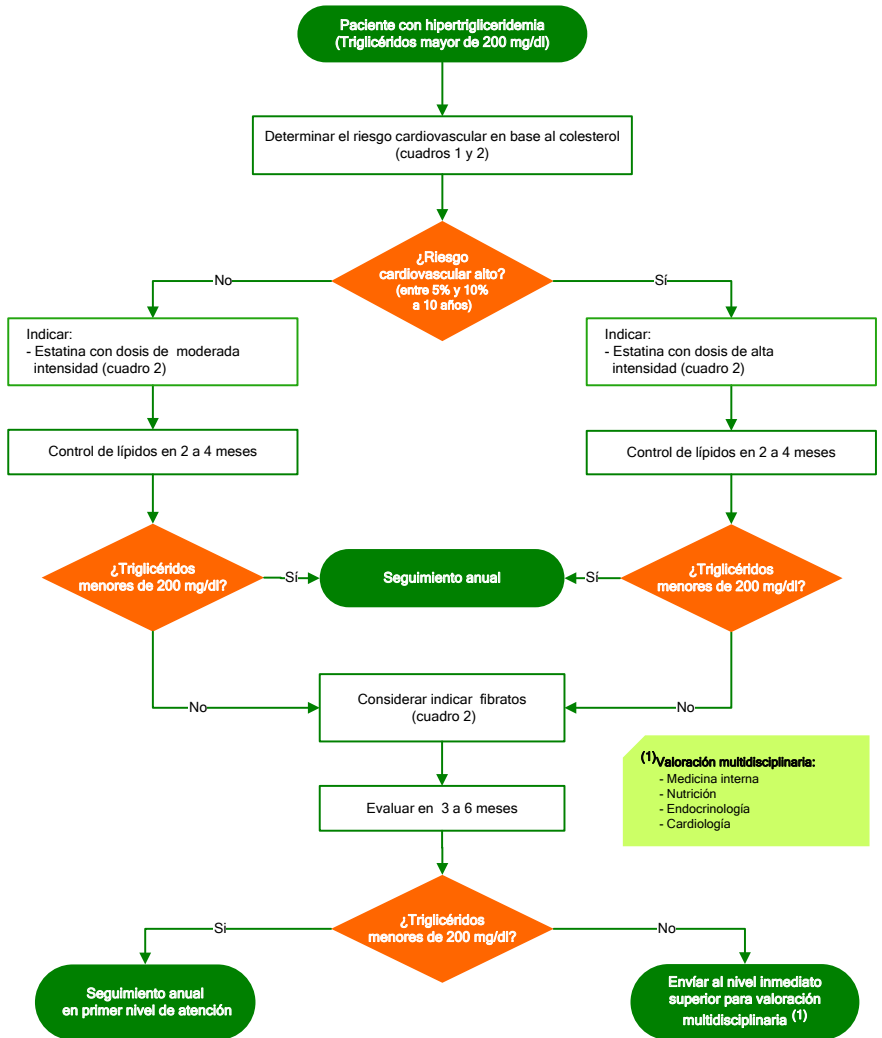 Paciente con hipertrigliceridemia
(Triglicéridos mayor de 200 mg/dl)
Determinar el riesgo cardiovascular en base al colesterol
(cuadros 1 y 2)
¿Riesgo
cardiovascular alto?
(entre 5% y 10%
a 10 años)
No
Sí
Indicar:
- Estatina con dosis de moderada
intensidad (cuadro 2)
Indicar:
- Estatina con dosis de alta
intensidad (cuadro 2)
Control de lípidos en 2 a 4 meses
Control de lípidos en 2 a 4 meses
¿Triglicéridos
menores de 200 mg/dl?
Sí
Seguimiento anual
Sí
¿Triglicéridos
menores de 200 mg/dl?
No
Considerar indicar fibratos
(cuadro 2)
No
(1)Valoración multidisciplinaria:
- Medicina interna
- Nutrición
- Endocrinología
- Cardiología
Evaluar en 3 a 6 meses
¿Triglicéridos
menores de 200 mg/dl?
Si
No
Seguimiento anual
en primer nivel de atención
Envíar al nivel inmediato
superior para valoración
multidisciplinaria (1)